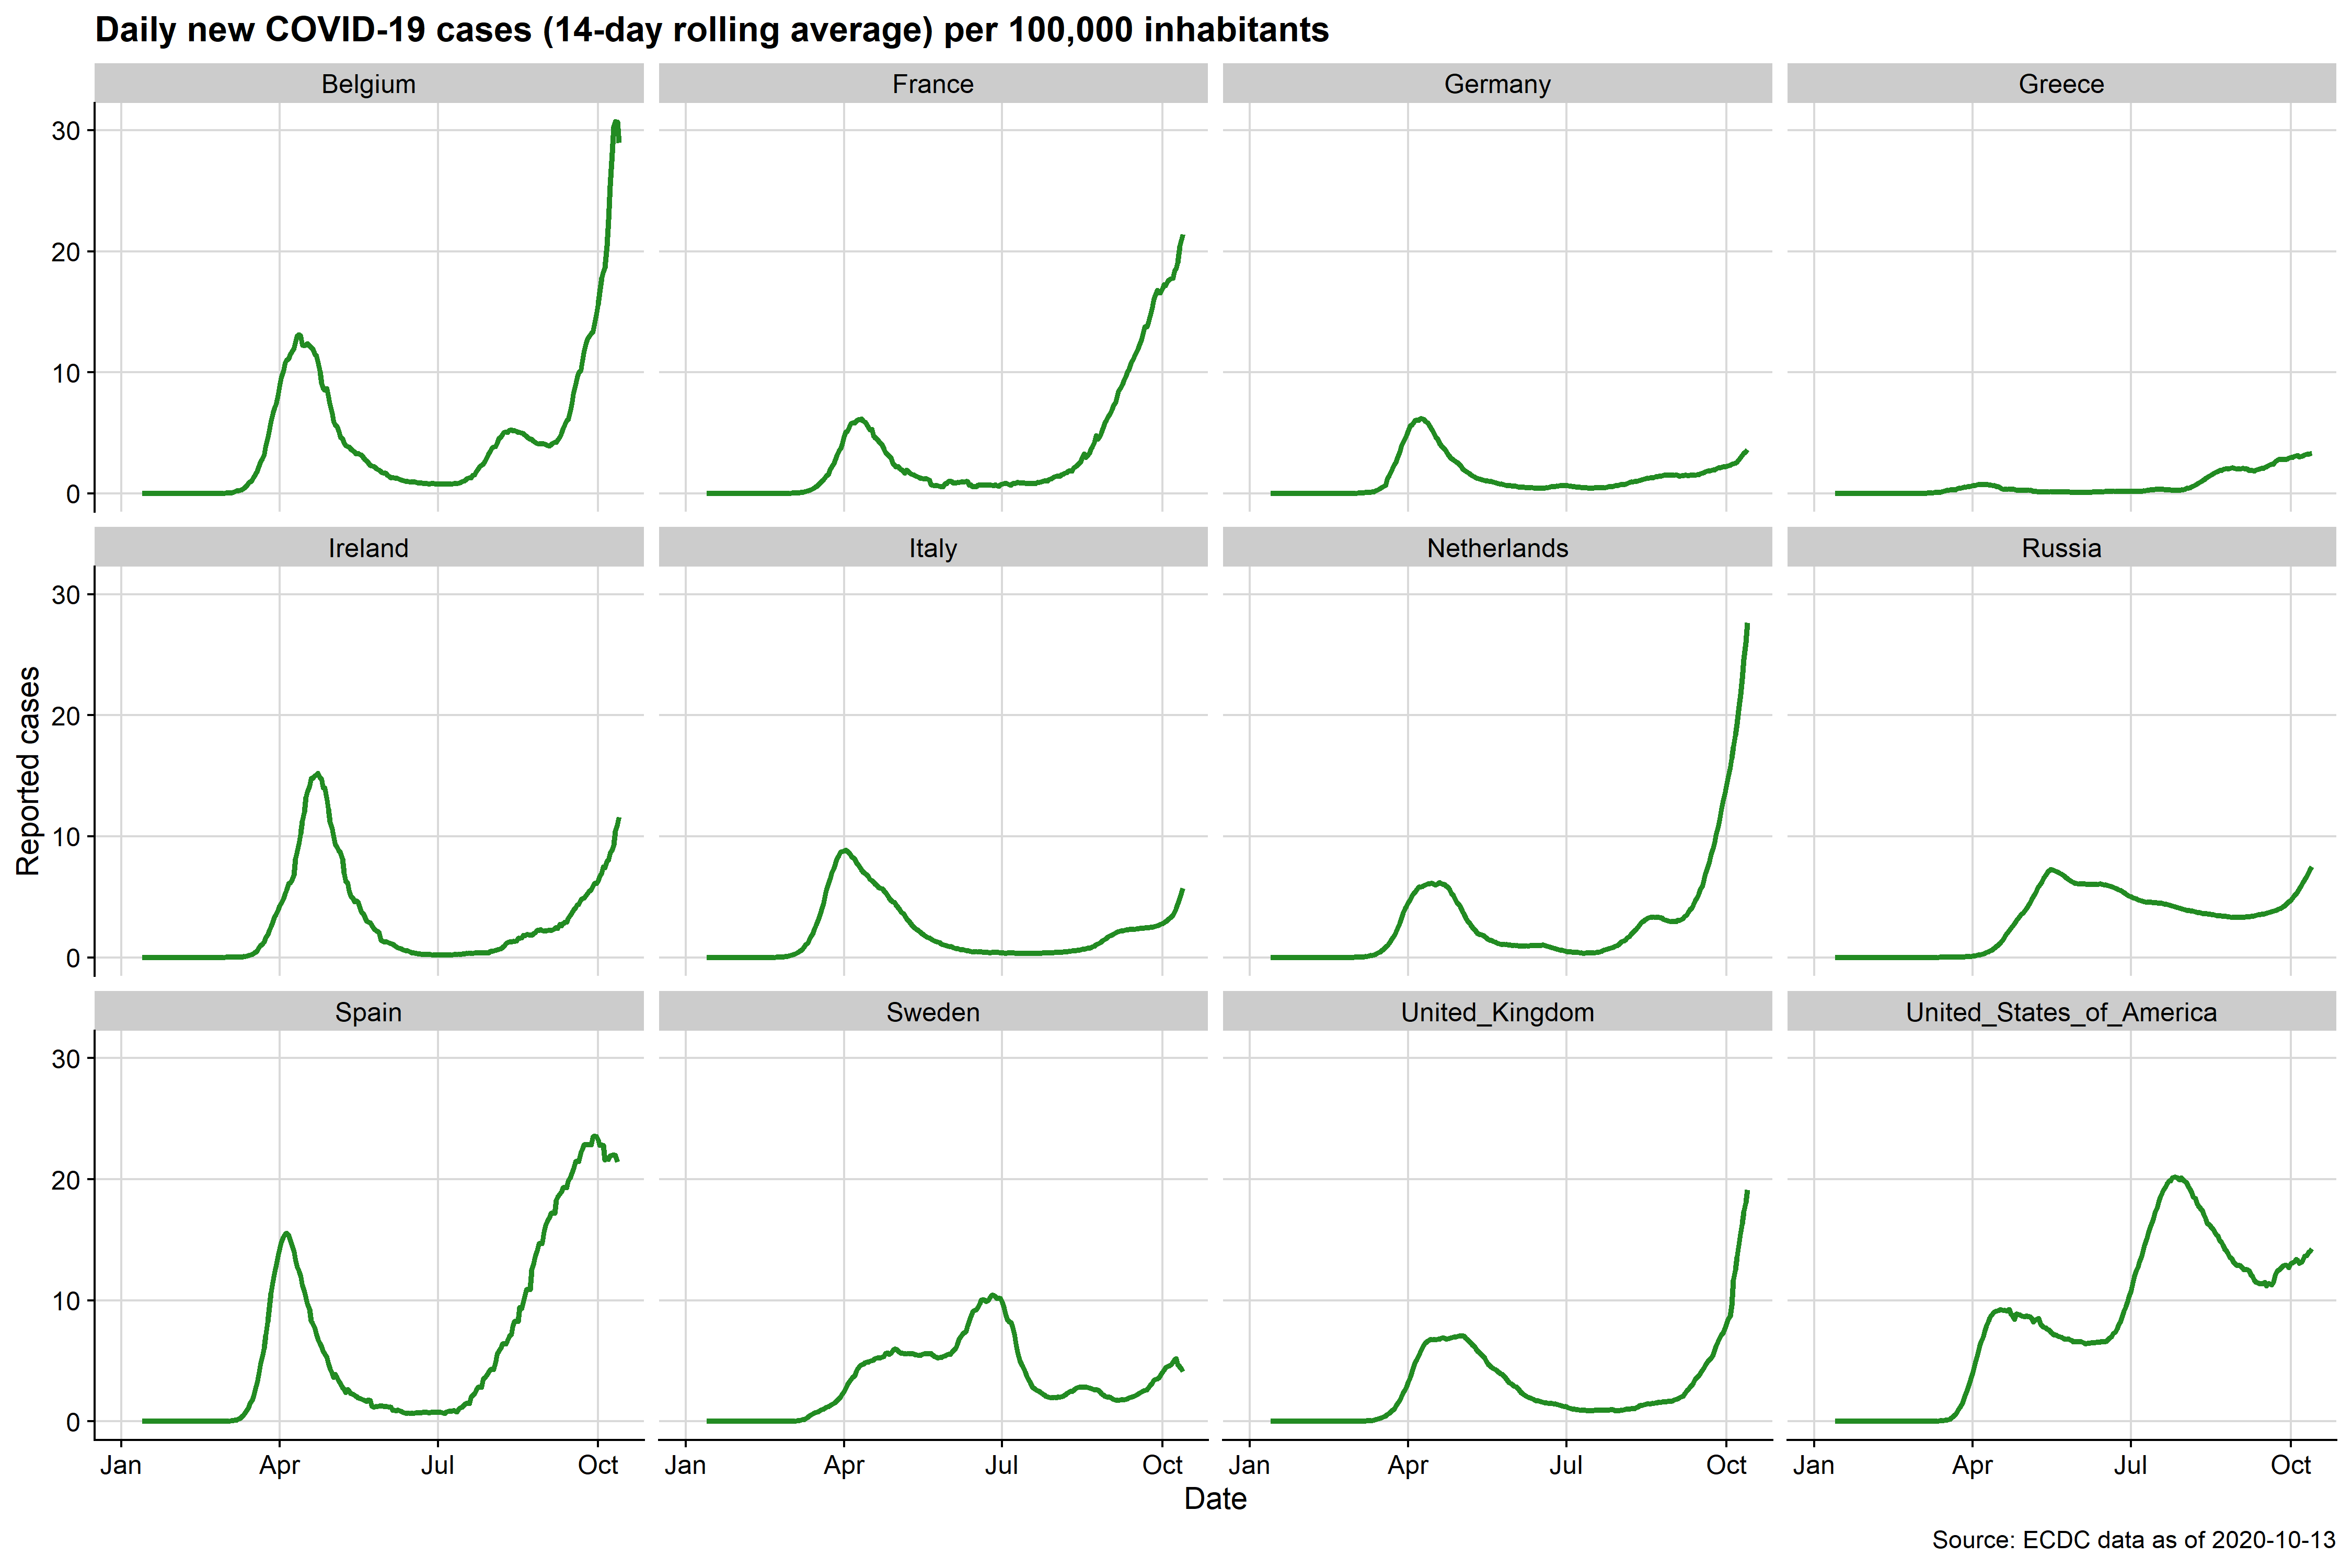 Daily new COVID-19 cases (14-day rolling average) per 100,000 inhabitants
Belgium France Germany Greece
30
20
10
0
Ireland Italy Netherlands Russia
30
20
10
0
Reported cases
Spain Sweden United_Kingdom United_States_of_America
30
20
10
0
Jan Apr Jul Oct Jan Apr Jul Oct Jan Apr Jul Oct Jan Apr Jul Oct
Date
Source: ECDC data as of 2020-10-13